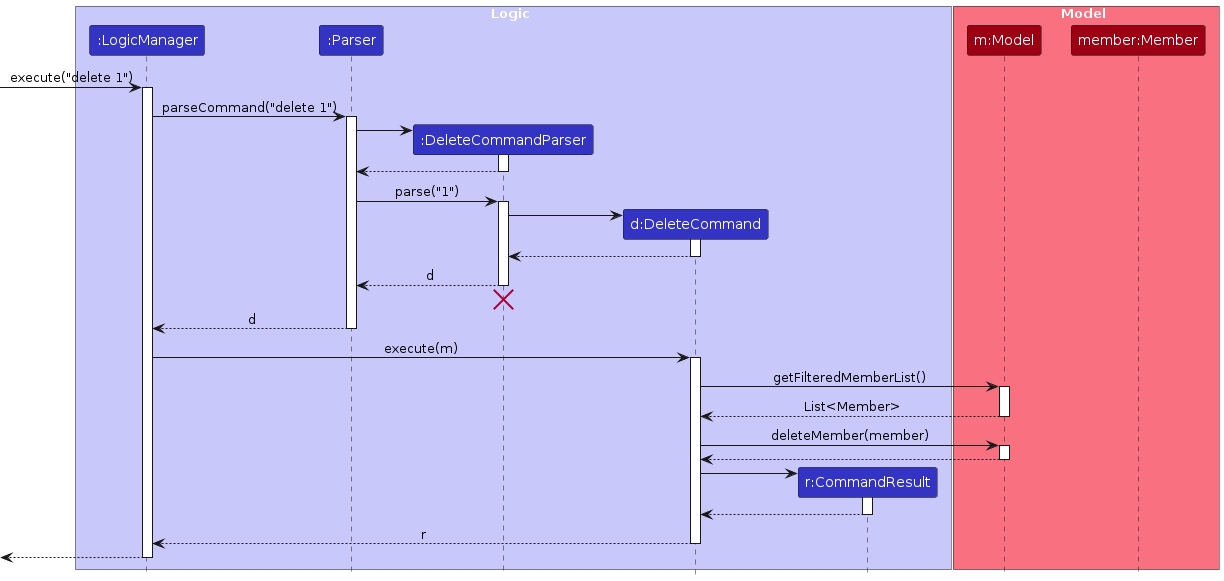 Logic
Model
:LogicManager
:Parser
m:Model
member:Member
execute("delete 1")
parseCommand("delete 1")
:DeleteCommandParser
parse("1")
d:DeleteCommand
d
d
execute(m)
getFilteredMemberList()
List<Member>
deleteMember(member)
r:CommandResult
r